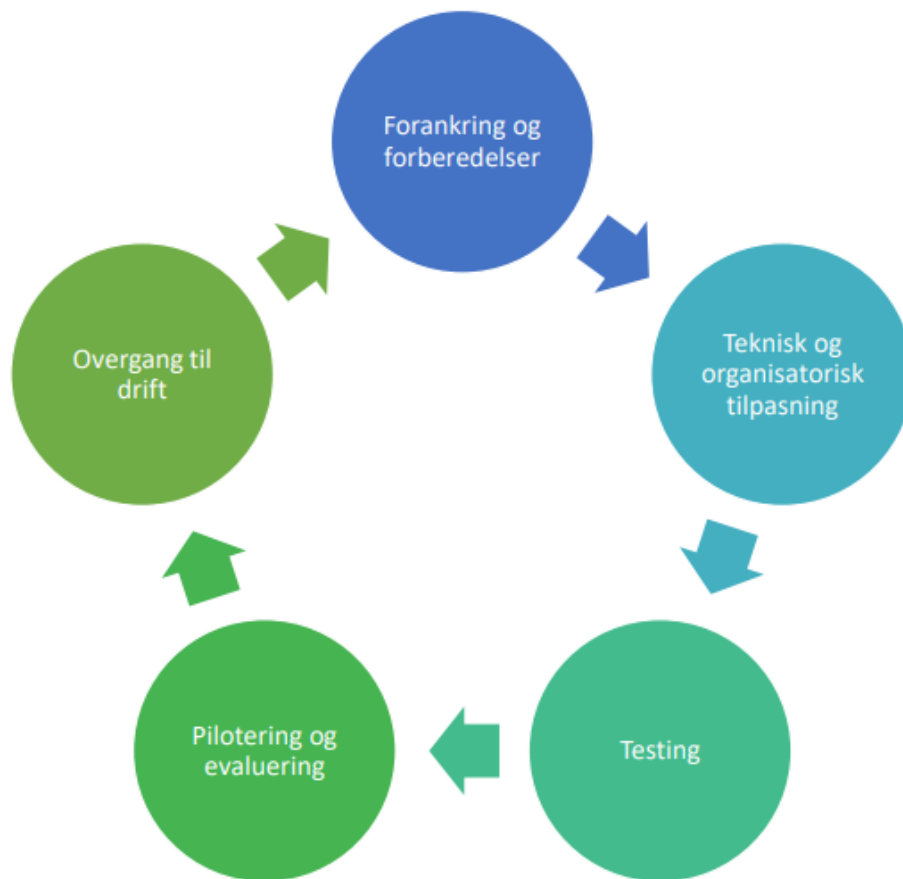 Forankring og
forberedelser
Teknisk og
organisatorisk
tilpasning
Testing
Pilotering og
evaluering
Overgang til
drift